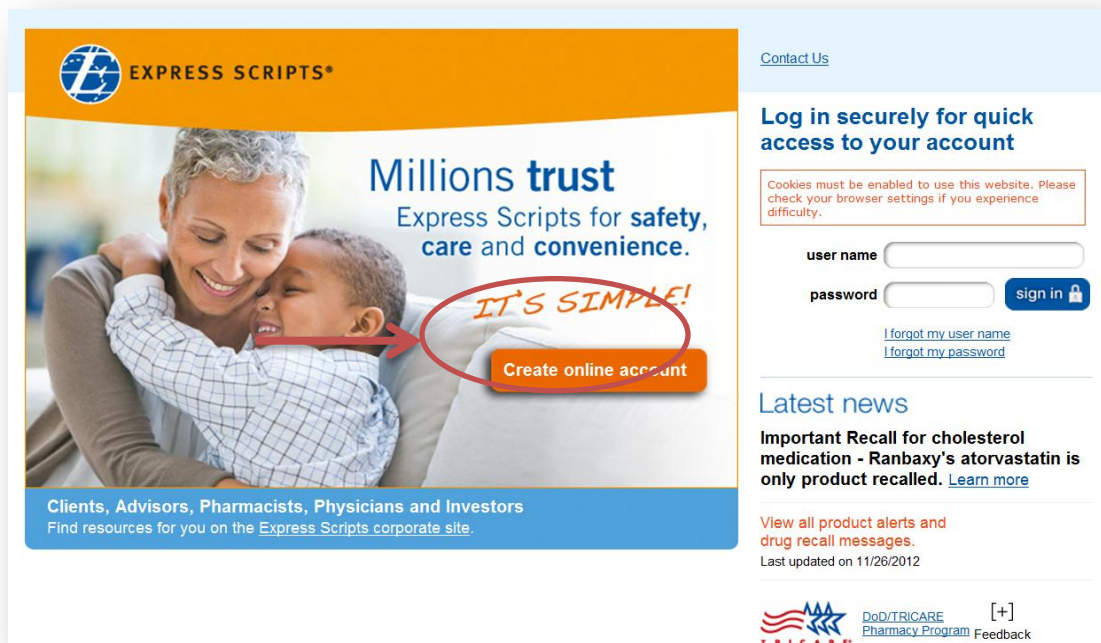 EXPRESS SCRIPTS®
Millions trust
Express Scripts for safety,
care and convenience.
IT'S SIMPLE!
Create online account
Clients, Advisors, Pharmacists, Physicians and Investors
Find resources for you on the Express Scripts corporate site.
Contact Us
Log in securely for quick
access to your account
Cookies must be enabled to use this website. Please
check your browser settings if you experience
difficulty.
user name
password
sign in
I forgot my user name
I forgot my password
Latest news
Important Recall for cholesterol
medication - Ranbaxy's atorvastatin is
only product recalled. Learn more
View all product alerts and
drug recall messages.
Last updated on 11/26/2012
DoD/TRICARE
Pharmacy Program
[+]
Feedback